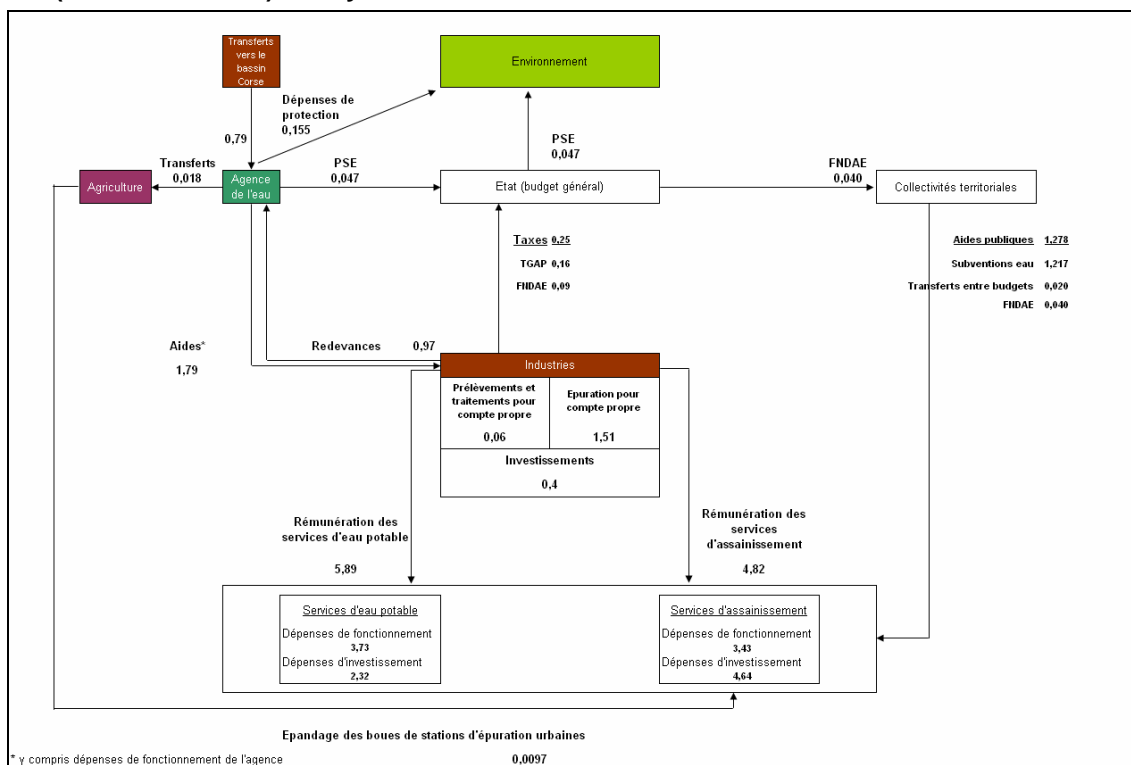 Transferts
vers le
bassin
Corse
Environnement
Dépenses de
protection
0,155
0,79
PSE
0,047
Transferts
0,018
PSE
0,047
FNDAE
0,040
Agriculture
Agence
de l'eau
Etat (budget général)
Collectivités territoriales
Taxes 0,25
TGAP 0,16
FNDAE 0,09
Aides publiques 1,278
Subventions eau 1,217
Transferts entre budgets 0,020
FNDAE 0,040
Aides*
1,79
Redevances 0,97
Industries
Prélèvements et
traitements pour
compte propre
0,06
Epuration pour
compte propre
1,51
Investissements
0,4
Rémunération des
services d'eau potable
5,89
Rémunération des
services
d'assainissement
4,82
Services d'eau potable
Dépenses de fonctionnement
3,73
Dépenses d'investissement
2,32
Services d'assainissement
Dépenses de fonctionnement
3,43
Dépenses d'investissement
4,64
Epandage des boues de stations d'épuration urbaines
0,0097
* y compris dépenses de fonctionnement de l'agence